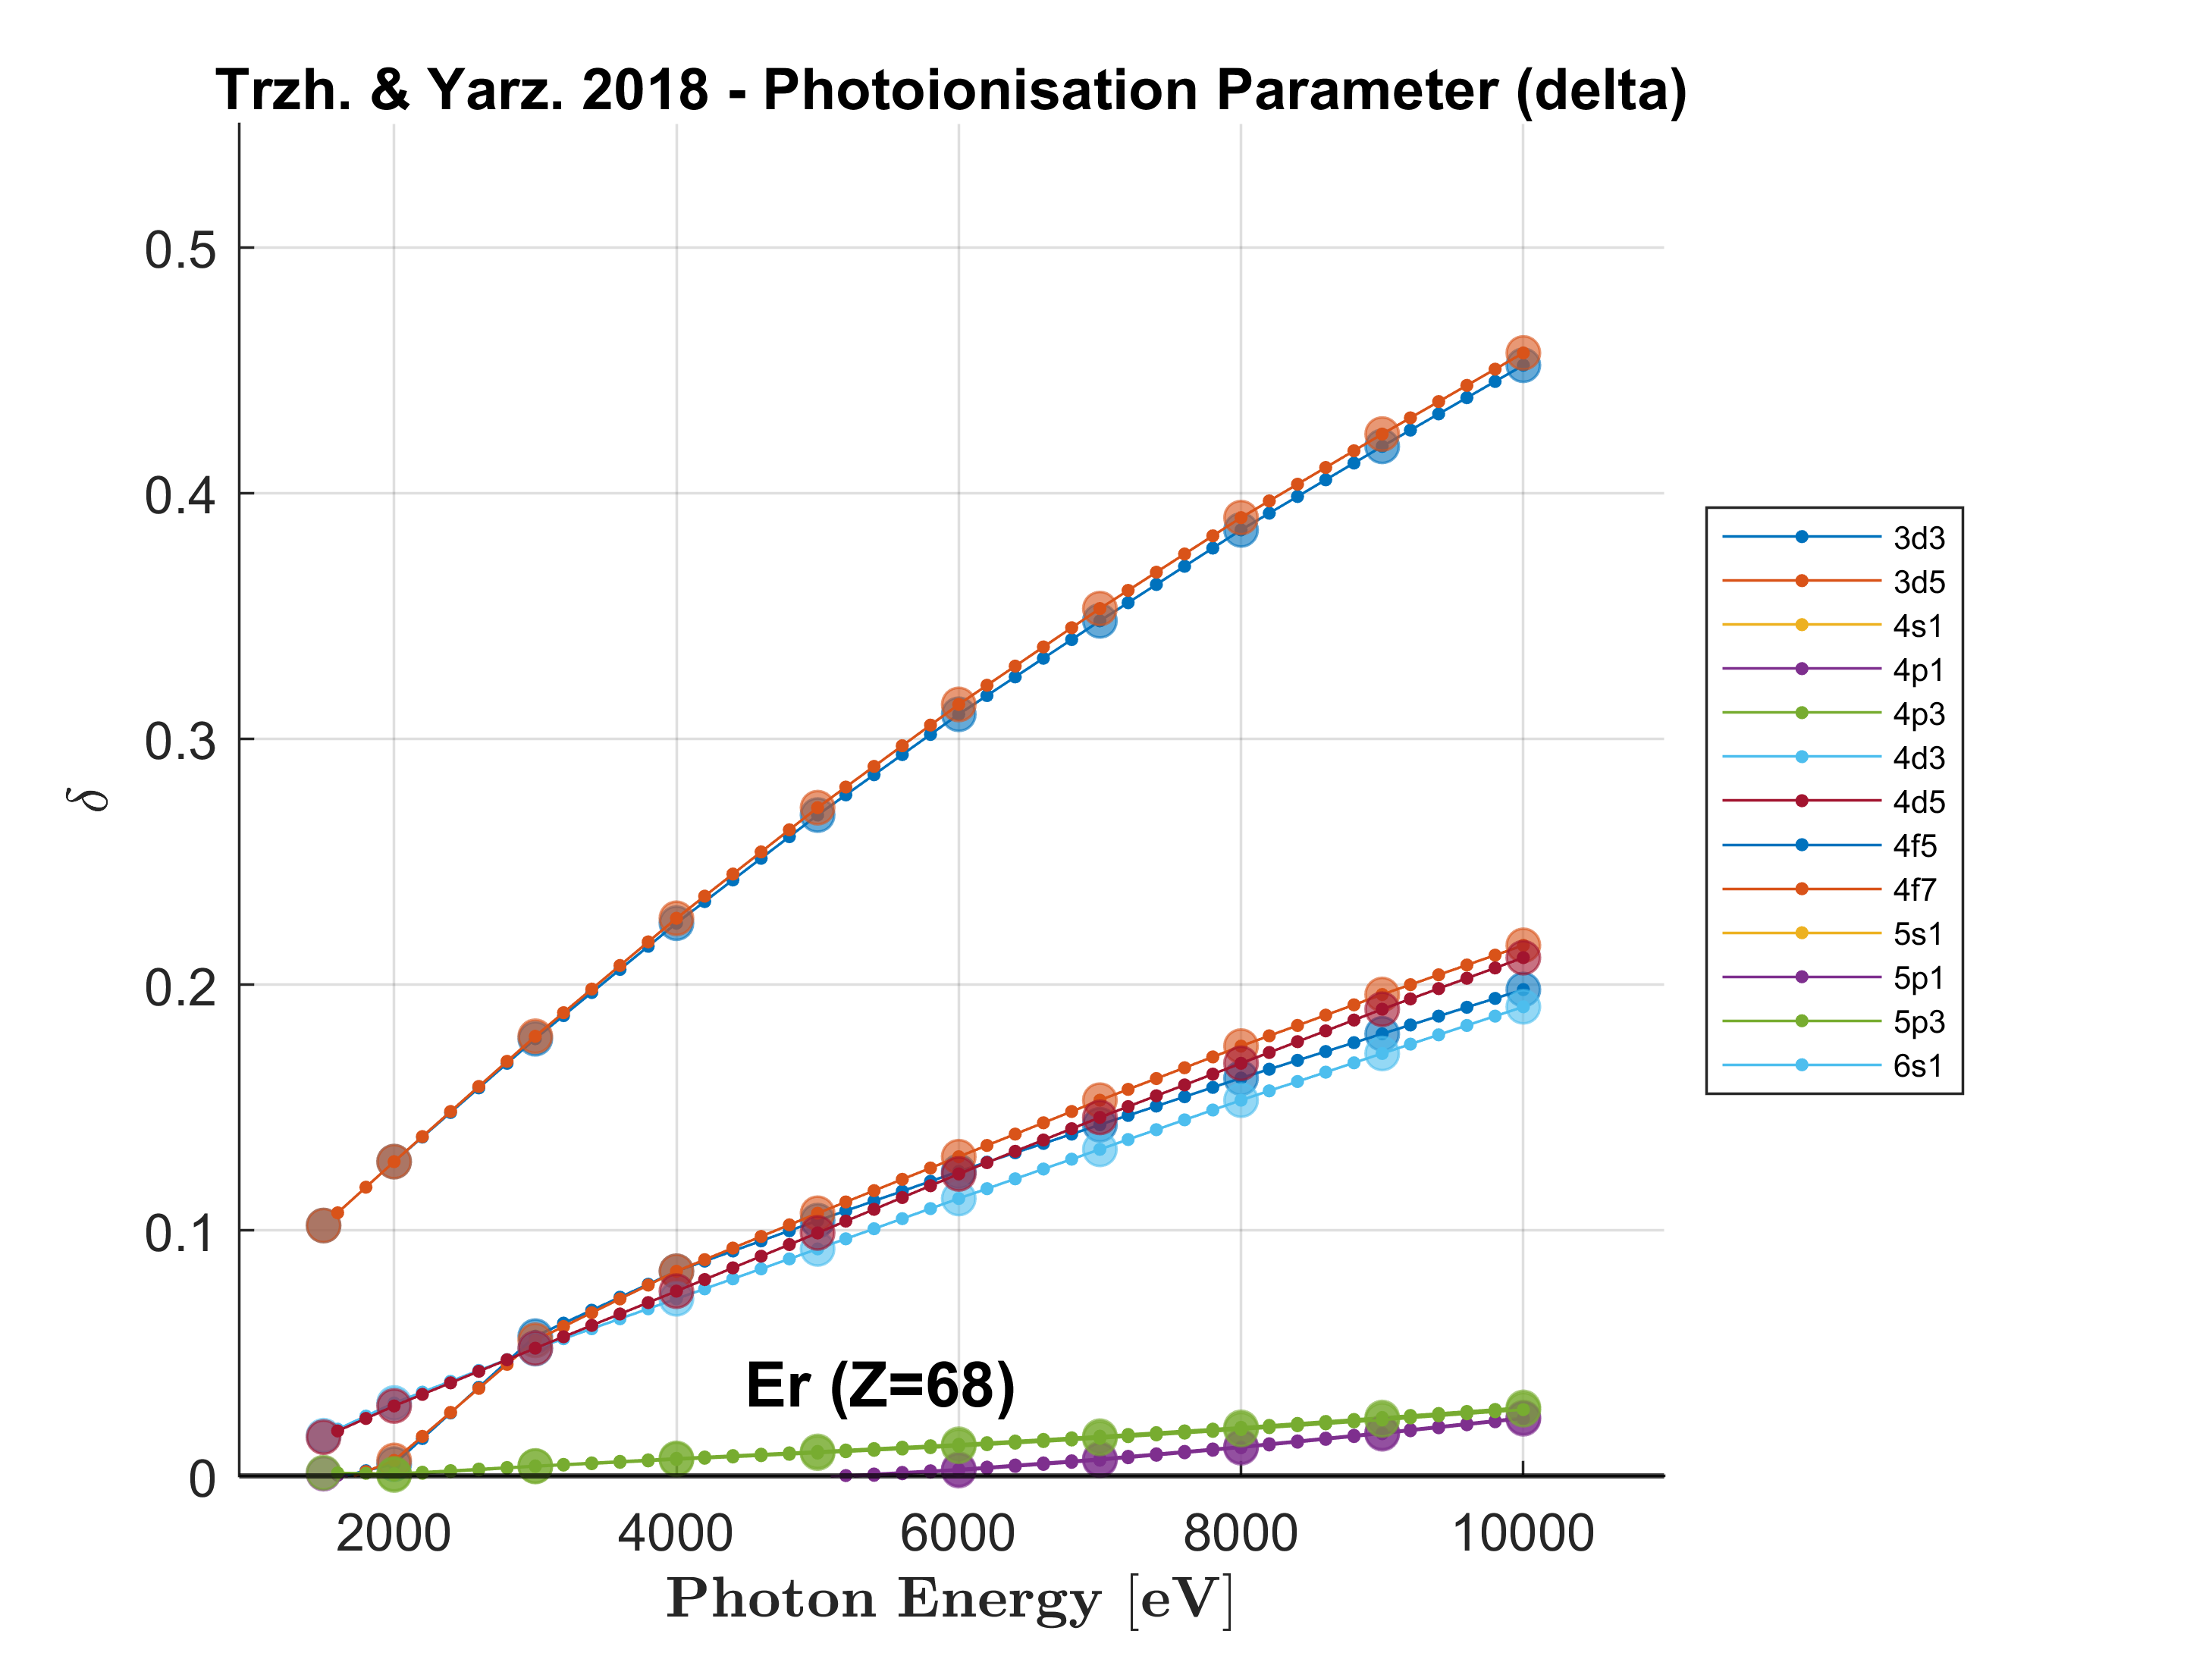 Trzh. & Yarz. 2018 - Photoionisation Parameter (delta)
0.5
0.4
0.3
0.2
0.1
0
δ
2000 4000 6000 8000 10000
Photon Energy [eV]
Er (Z=68)
3d3
3d5
4s1
4p1
4p3
4d3
4d5
4f5
4f7
5s1
5p1
5p3
6s1